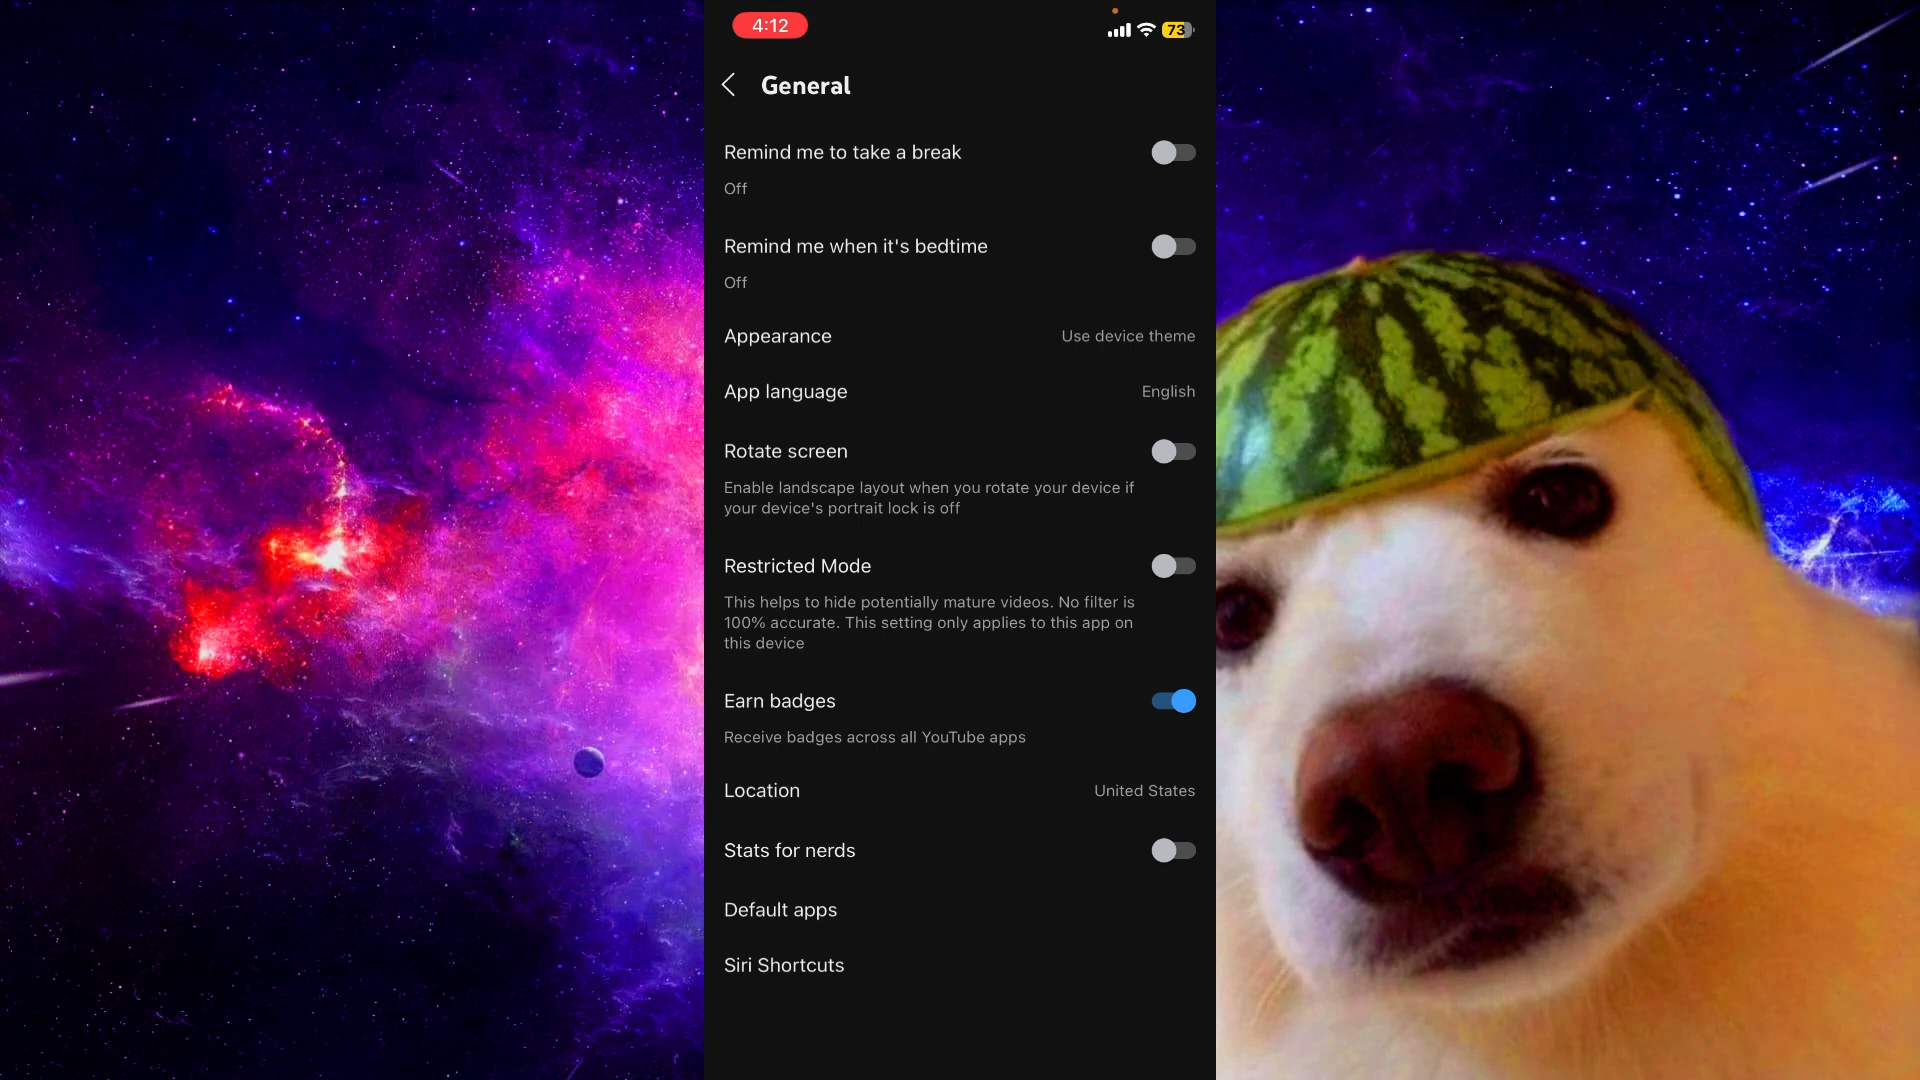 4:12
73
General
Remind me to take a break
Off
Remind me when it's bedtime
Off
Appearance
Use device theme
App language
English
Rotate screen
Enable landscape layout when you rotate your device if
your device's portrait lock is off
Restricted Mode
This helps to hide potentially mature videos. No filter is
100% accurate. This setting only applies to this app on
this device
Earn badges
Receive badges across all YouTube apps
Location
United States
Stats for nerds
Default apps
Siri Shortcuts